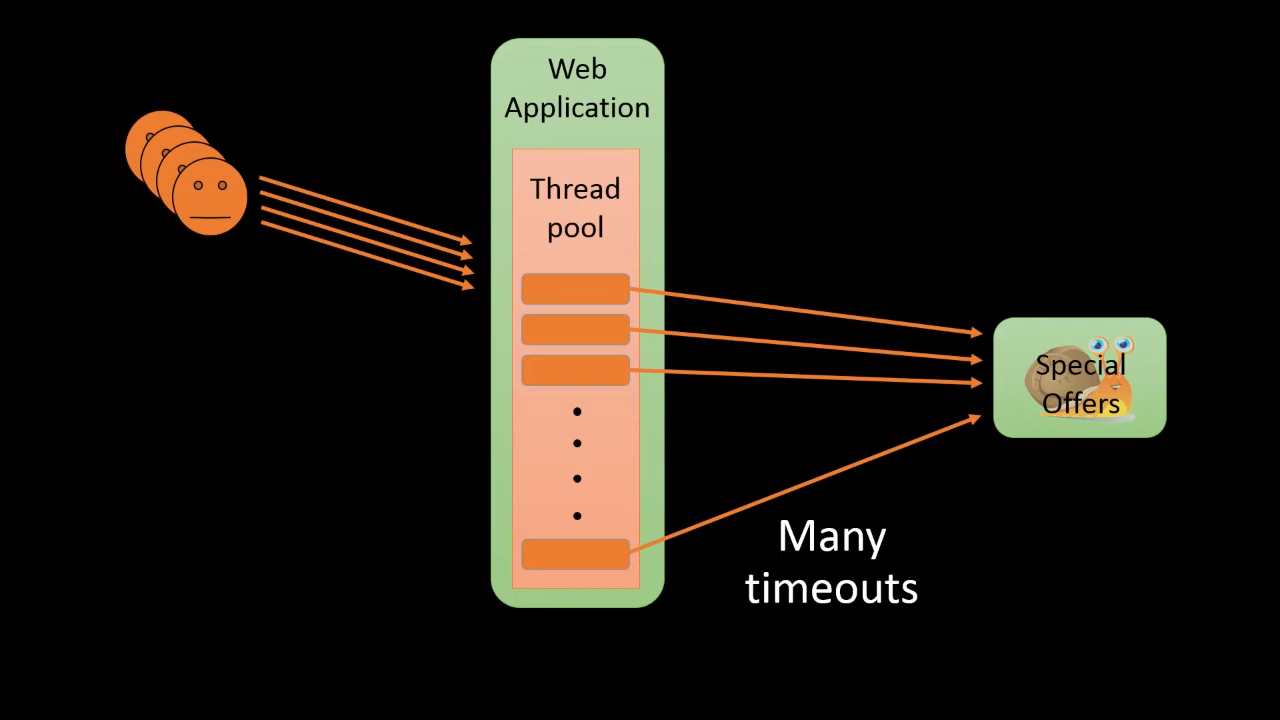 Web
Application
Thread
pool
Special
Offers
Many
timeouts